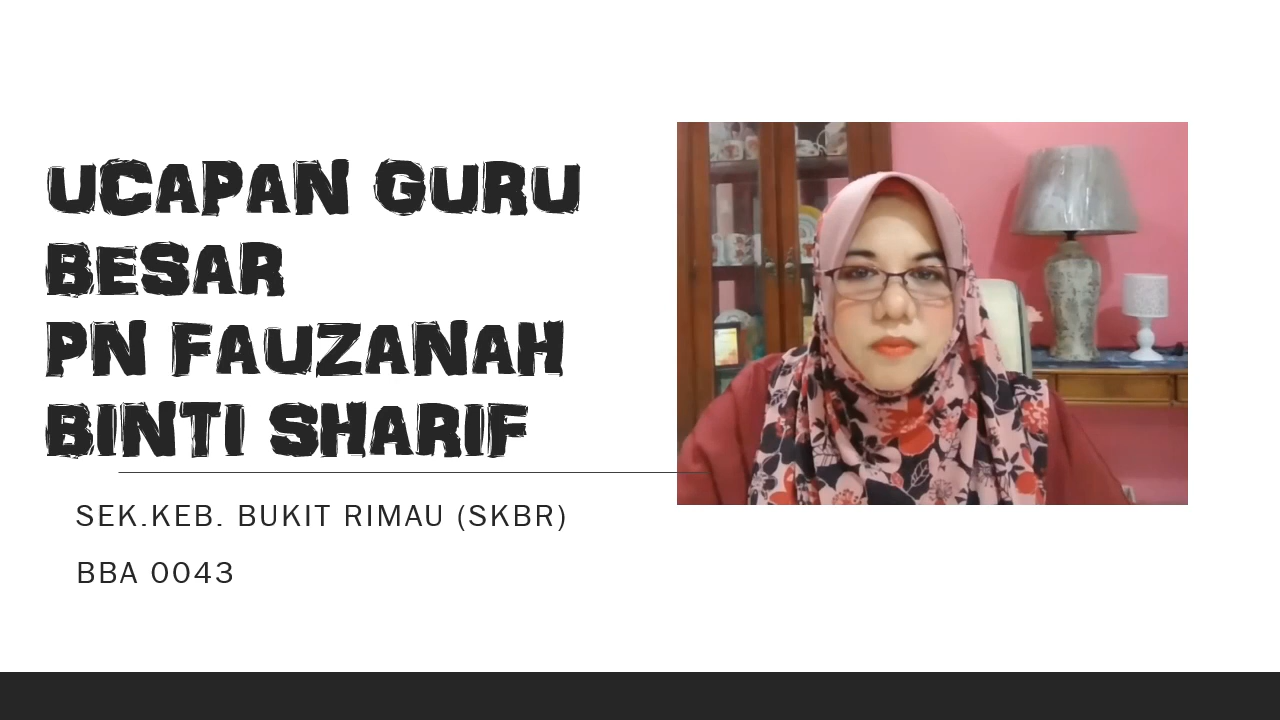 UCAPAN GURU
BESAR
PN FAUZANAH
BINTI SHARIF
SEK.KEB. BUKIT RIMAU (SKBR)
BBA 0043